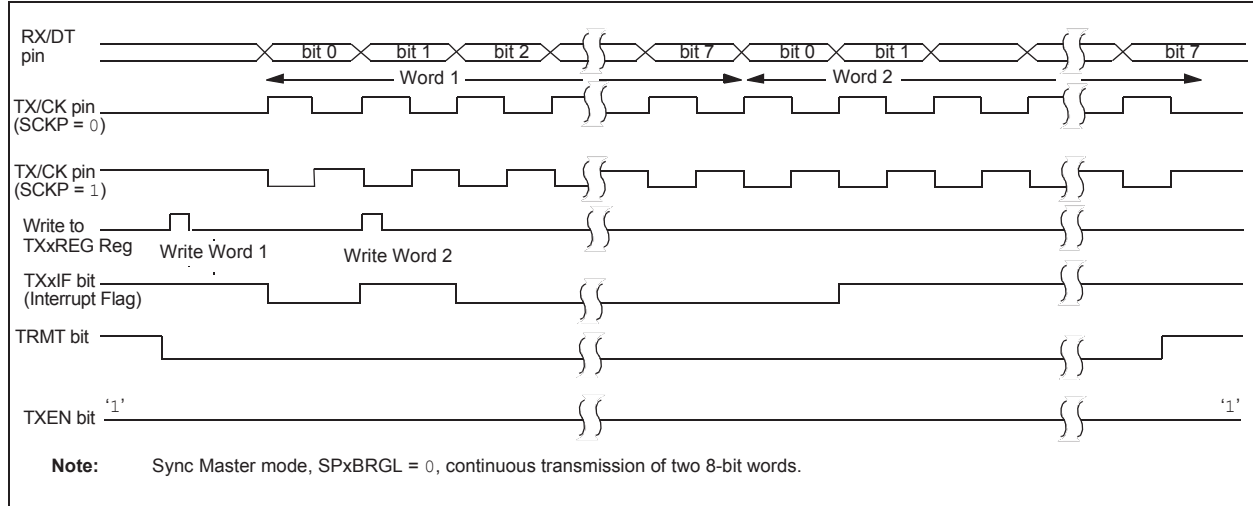 RX/DT
pin
bit 0 bit 1 bit 2 bit 7 bit 0 bit 1 bit 7
Word 1 Word 2
TX/CK pin
(SCKP = 0)
TX/CK pin
(SCKP = 1)
Write to
TXxREG Reg
Write Word 1 Write Word 2
TXxIF bit
(Interrupt Flag)
TRMT bit
TXEN bit
‘1’ ‘1’
Note: Sync Master mode, SPxBRGL = 0, continuous transmission of two 8-bit words.